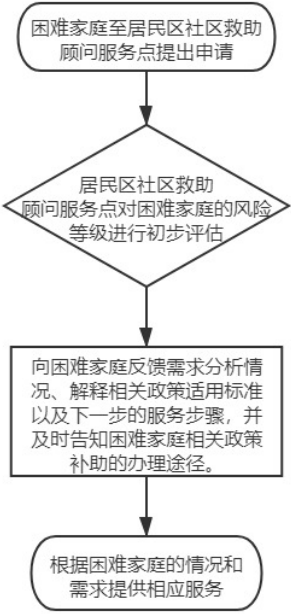 困难家庭至居民区社区救助
顾问服务点提出申请
居民区社区救助
顾问服务点对困难家庭的风险
等级进行初步评估
向困难家庭反馈需求分析情
况、解释相关政策适用标准
以及下一步的服务步骤，并
及时告知困难家庭相关政策
补助的办理途径。
根据困难家庭的情况和
需求提供相应服务